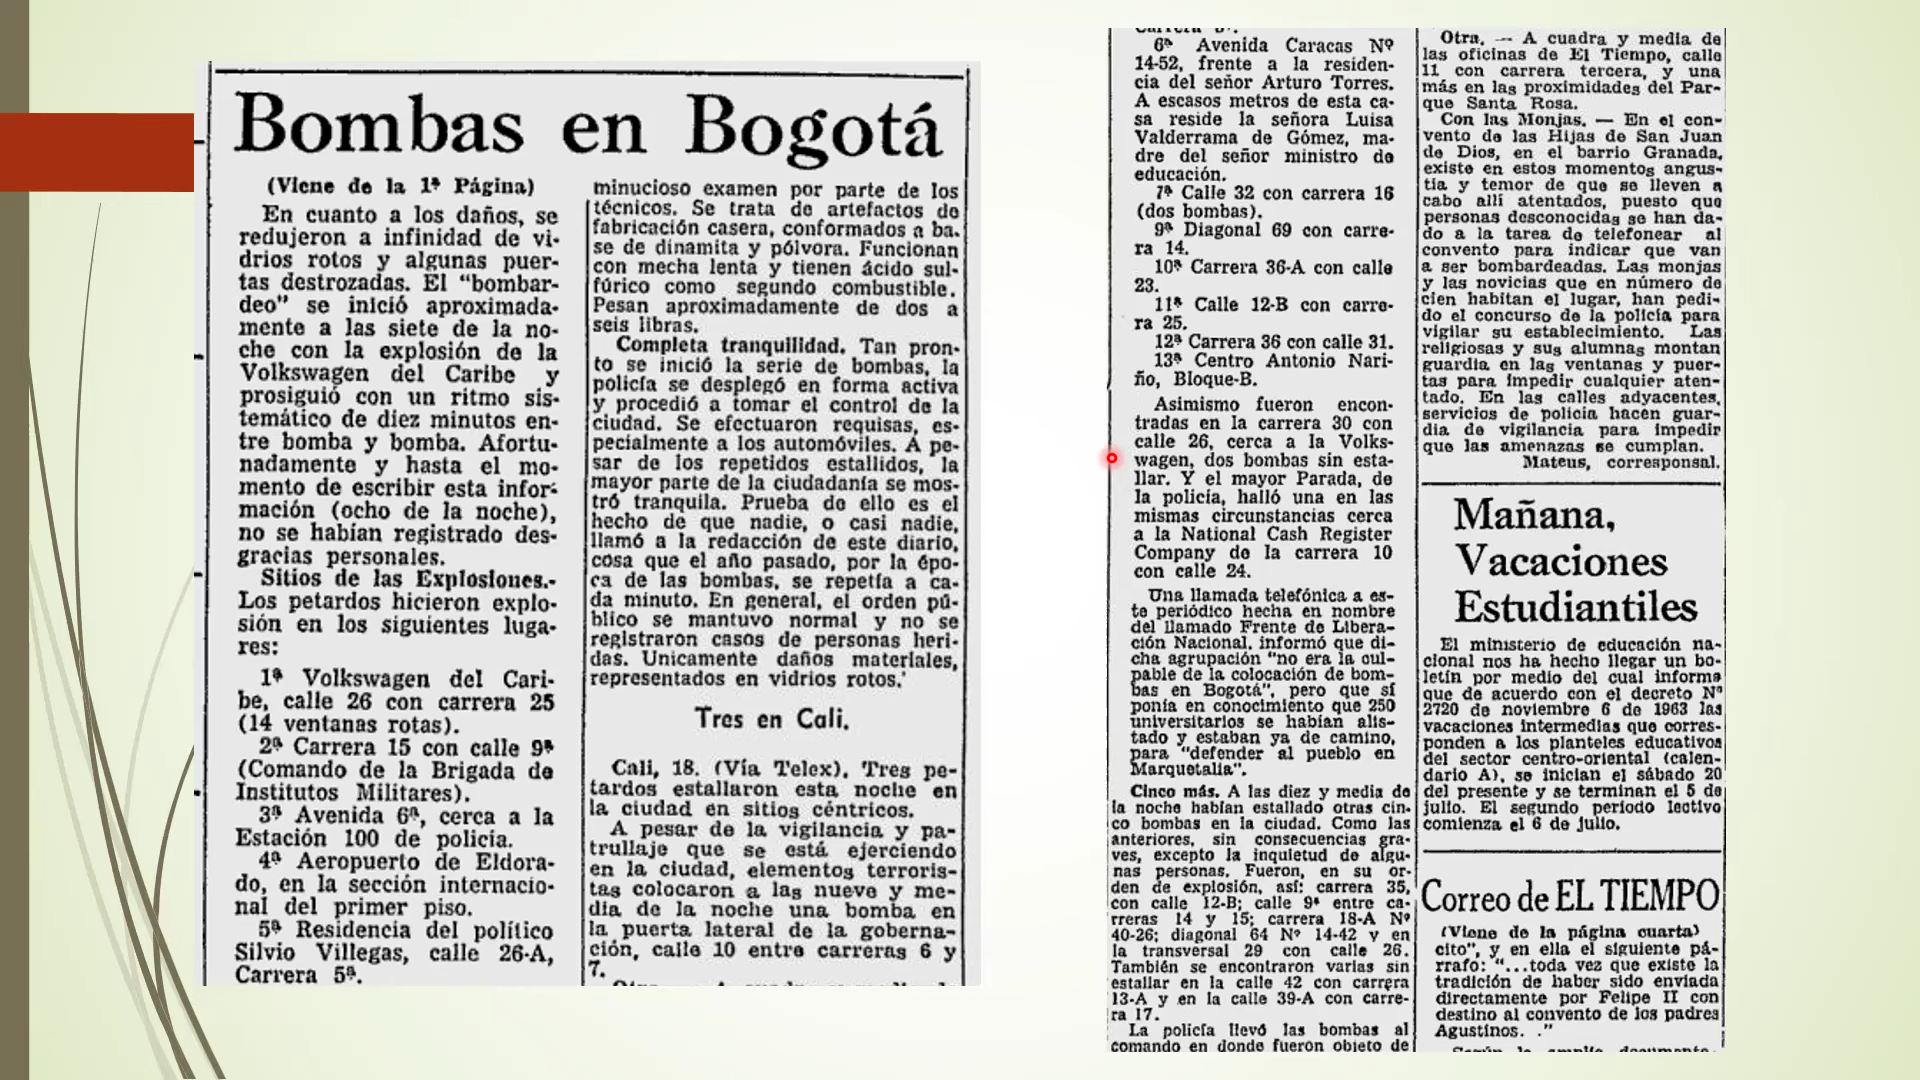 Bombas en Bogotá
(Viene de la 1ª Página)
En cuanto a los daños, se
redujeron a infinidad de vi-
drios rotos y algunas puer-
tas destrozadas. El "bombar-
deo" se inició aproximada-
mente a las siete de la no-
che con la explosión de la
Volkswagen del Caribe y
prosiguió con un ritmo sis-
temático de diez minutos en-
tre bomba y bomba. Afortu-
nadamente y hasta el mo-
mento de escribir esta infor-
mación (ocho de la noche),
no se habían registrado des-
gracias personales.
Sitios de las Explosiones.-
Los petardos hicieron explo-
sión en los siguientes luga-
res:
1ª Volkswagen del Cari-
be, calle 26 con carrera 25
(14 ventanas rotas).
2ª Carrera 15 con calle 9ª
(Comando de la Brigada de
Institutos Militares).
3ª Avenida 6ª, cerca a la
Estación 100 de policía.
4ª Aeropuerto de Eldora-
do, en la sección internacio-
nal del primer piso.
5ª Residencia del político
Silvio Villegas, calle 26-A,
Carrera 5ª.
minucioso examen por parte de los
técnicos. Se trata de artefactos de
fabricación casera, conformados a ba-
se de dinamita y pólvora. Funcionan
con mecha lenta y tienen ácido sul-
fúrico como segundo combustible.
Pesan aproximadamente de dos a
seis libras.
Completa tranquilidad. Tan pron-
to se inició la serie de bombas, la
policía se desplegó en forma activa
y procedió a tomar el control de la
ciudad. Se efectuaron requisas, es-
pecialmente a los automóviles. A pe-
sar de los repetidos estallidos, la
mayor parte de la ciudadanía se mos-
tró tranquila. Prueba de ello es el
hecho de que nadie, o casi nadie,
llamó a la redacción de este diario,
cosa que el año pasado, por la épo-
ca de las bombas, se repetía a ca-
da minuto. En general, el orden pú-
blico se mantuvo normal y no se
registraron casos de personas heri-
das. Unicamente daños materiales,
representados en vidrios rotos.
Tres en Cali.
Cali, 18. (Vía Telex). Tres pe-
tardos estallaron esta noche en
la ciudad en sitios céntricos.
A pesar de la vigilancia y pa-
trullaje que se está ejerciendo
en la ciudad, elementos terroris-
tas colocaron a las nueve y me-
dia de la noche una bomba en
la puerta lateral de la goberna-
ción, calle 10 entre carreras 6 y
7.
6ª Avenida Caracas Nº
14-52, frente a la residen-
cia del señor Arturo Torres.
A escasos metros de esta ca-
sa reside la señora Luisa
Valderrama de Gómez, ma-
dre del señor ministro de
educación.
7ª Calle 32 con carrera 16
(dos bombas).
9ª Diagonal 69 con carre-
ra 14.
10ª Carrera 36-A con calle
23.
11ª Calle 12-B con carre-
ra 25.
12ª Carrera 36 con calle 31.
13ª Centro Antonio Nari-
ño, Bloque-B.
Asimismo fueron encon-
tradas en la carrera 30 con
calle 26, cerca a la Volks-
wagen, dos bombas sin esta-
llar. Y el mayor Parada, de
la policía, halló una en las
mismas circunstancias cerca
a la National Cash Register
Company de la carrera 10
con calle 24.
Una llamada telefónica a es-
te periódico hecha en nombre
del llamado Frente de Libera-
ción Nacional, informó que di-
cha agrupación "no era la cul-
pable de la colocación de bom-
bas en Bogotá", pero que sí
ponía en conocimiento que 250
universitarios se habían alis-
tado y estaban ya de camino,
para "defender al pueblo en
Marquetalia".
Cinco más. A las diez y media de
la noche habían estallado otras cin-
co bombas en la ciudad. Como las
anteriores, sin consecuencias gra-
ves, excepto la inquietud de algu-
nas personas. Fueron, en su or-
den de explosión, así: carrera 35,
con calle 12-B; calle 9ª entre ca-
rreras 14 y 15; carrera 18-A Nº
40-26; diagonal 64 Nº 14-42 y en
la transversal 29 con calle 26.
También se encontraron varias sin
estallar en la calle 42 con carrera
13-A y en la calle 39-A con carre-
ra 17.
La policía llevó las bombas al
comando en donde fueron objeto de
Otra. — A cuadra y media de
las oficinas de El Tiempo, calle
11 con carrera tercera, y una
más en las proximidades del Par-
que Santa Rosa.
Con las Monjas. — En el con-
vento de las Hijas de San Juan
de Dios, en el barrio Granada,
existe en estos momentos angus-
tia y temor de que se lleven a
cabo allí atentados, puesto que
personas desconocidas se han da-
do a la tarea de telefonear al
convento para indicar que van
a ser bombardeadas. Las monjas
y las novicias que en número de
cien habitan el lugar, han pedi-
do el concurso de la policía para
vigilar su establecimiento. Las
religiosas y sus alumnas montan
guardia en las ventanas y puer-
tas para impedir cualquier aten-
tado. En las calles adyacentes,
servicios de policía hacen guar-
dia de vigilancia para impedir
que las amenazas se cumplan.
Mateus, corresponsal.
Mañana,
Vacaciones
Estudiantiles
El ministerio de educación na-
cional nos ha hecho llegar un bo-
letín por medio del cual informa
que de acuerdo con el decreto Nº
2720 de noviembre 6 de 1963 las
vacaciones intermedias que corres-
ponden a los planteles educativos
del sector centro-oriental (calen-
dario A), se inician el sábado 20
del presente y se terminan el 5 de
julio. El segundo período lectivo
comienza el 6 de julio.
Correo de EL TIEMPO
(Viene de la página cuarta)
cito", y en ella el siguiente pá-
rrafo: "...toda vez que existe la
tradición de haber sido enviada
directamente por Felipe II con
destino al convento de los padres
Agustinos. ."